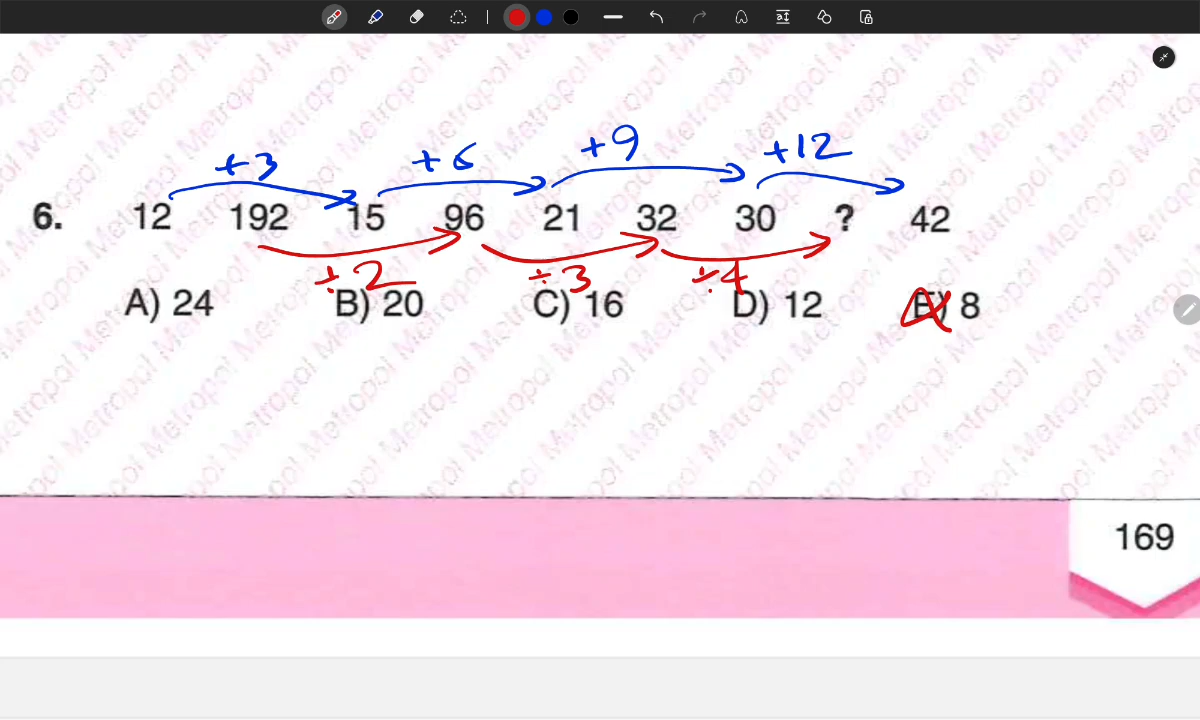 +3 +6 +9 +12
6. 12 192 15 96 21 32 30 ? 42
÷2 ÷3 ÷4
A) 24 B) 20 C) 16 D) 12 E) 8
169